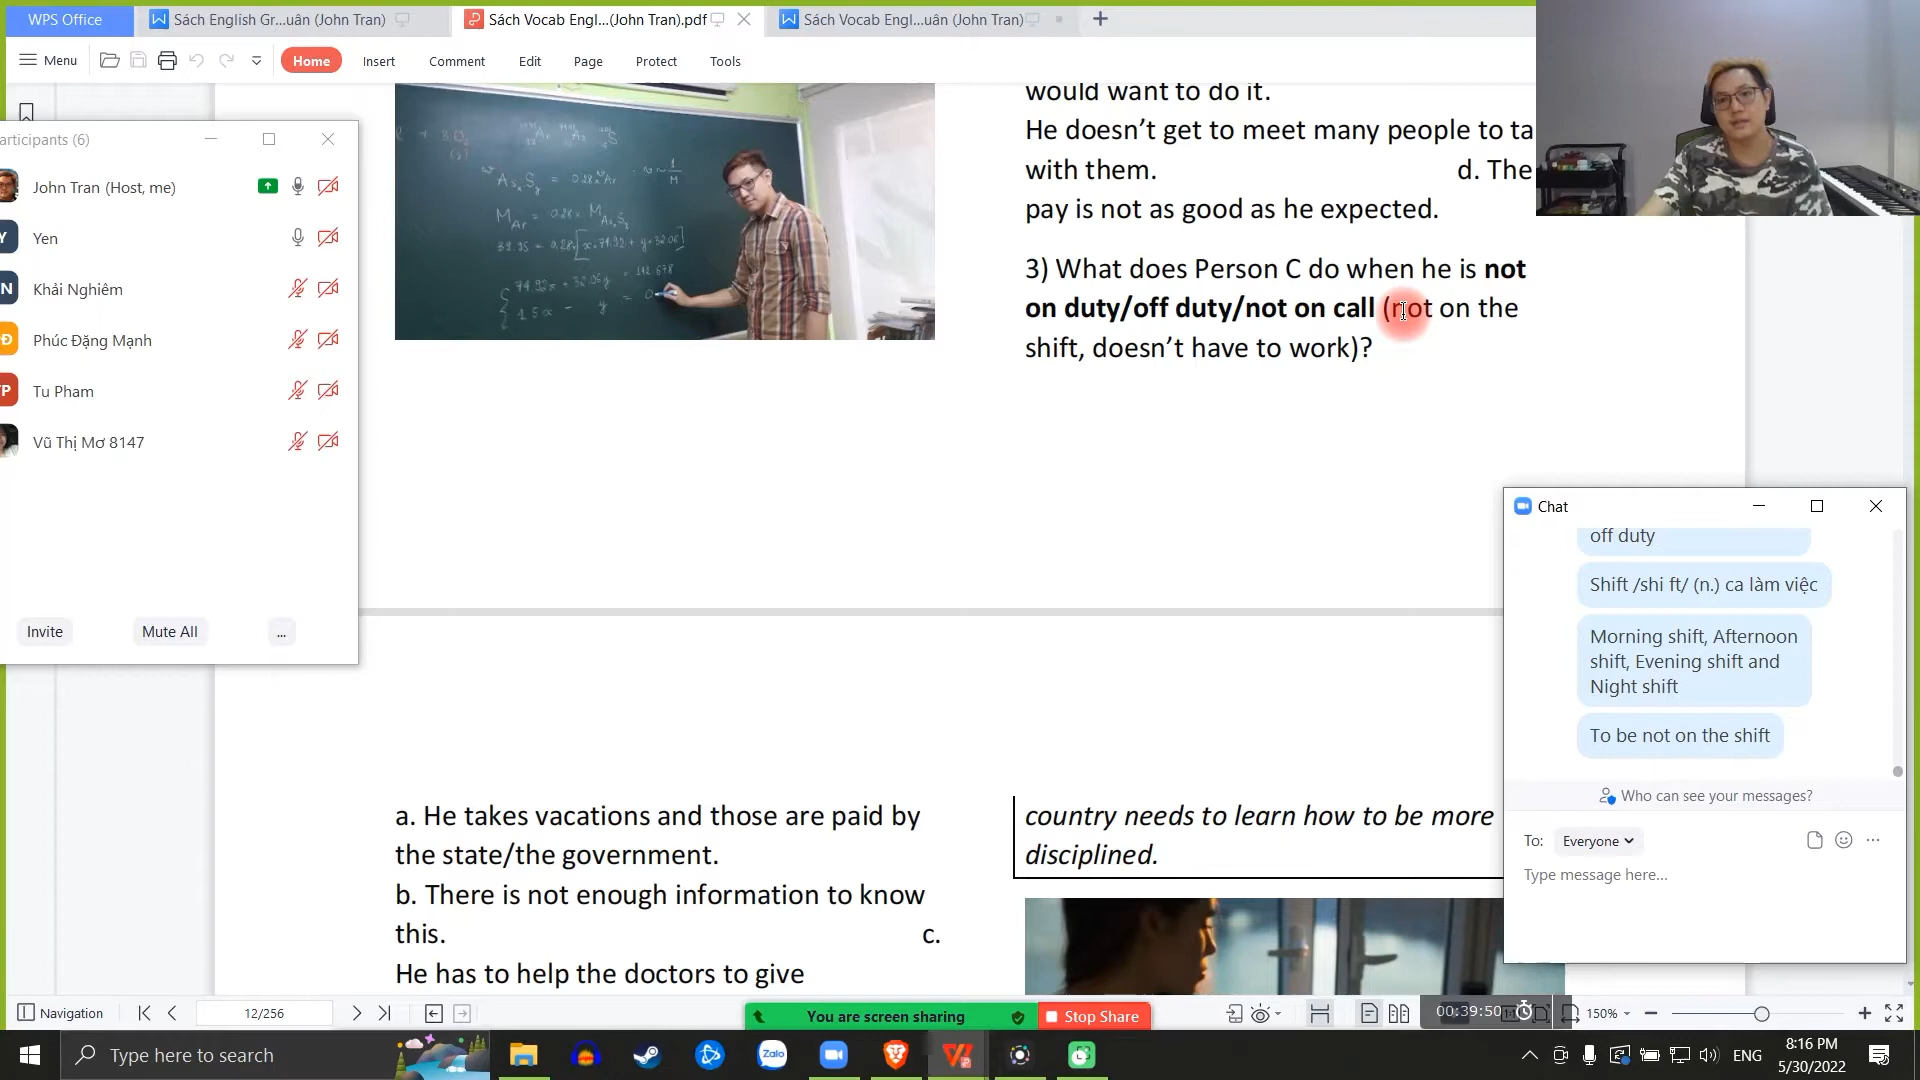 WPS Office
Sách English Gr...uân (John Tran)
Sách Vocab Engl...(John Tran).pdf
Sách Vocab Engl...uân (John Tran)
Menu
Home
Insert
Comment
Edit
Page
Protect
Tools
articipants (6)
John Tran (Host, me)
Y
Yen
N
Khải Nghiêm
Đ
Phúc Đặng Mạnh
P
Tu Pham
Vũ Thị Mơ 8147
Invite
Mute All
...
would want to do it.
He doesn't get to meet many people to ta
with them. d. The
pay is not as good as he expected.
3) What does Person C do when he is not
on duty/off duty/not on call (not on the
shift, doesn't have to work)?
a. He takes vacations and those are paid by
the state/the government.
b. There is not enough information to know
this. c.
He has to help the doctors to give
country needs to learn how to be more
disciplined.
Chat
off duty
Shift /shi ft/ (n.) ca làm việc
Morning shift, Afternoon
shift, Evening shift and
Night shift
To be not on the shift
Who can see your messages?
To: Everyone
Type message here...
Navigation
12/256
You are screen sharing
Stop Share
00:39:50
150%
Type here to search
Zalo
ENG
8:16 PM
5/30/2022